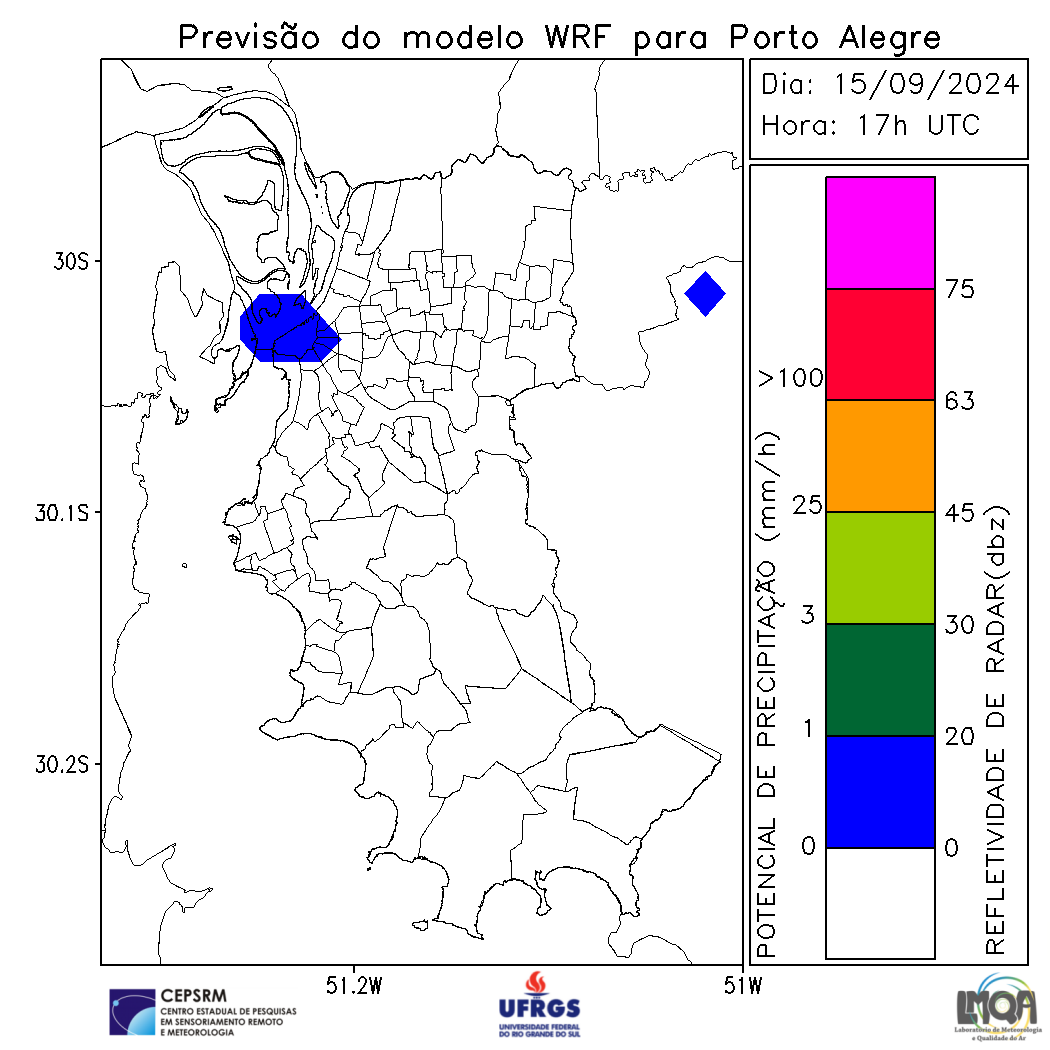 Previsão do modelo WRF para Porto Alegre
Dia: 15/09/2024
Hora: 17h UTC
30S
30.1S
30.2S
51.2W
51W
POTENCIAL DE PRECIPITAÇÃO (mm/h)
>100
25
3
1
0
75
63
45
30
20
0
REFLETIVIDADE DE RADAR(dbz)
CEPSRM
CENTRO ESTADUAL DE PESQUISAS
EM SENSORIAMENTO REMOTO
E METEOROLOGIA
UFRGS
UNIVERSIDADE FEDERAL
DO RIO GRANDE DO SUL
LMQA
Laboratório de Meteorologia
e Qualidade do Ar